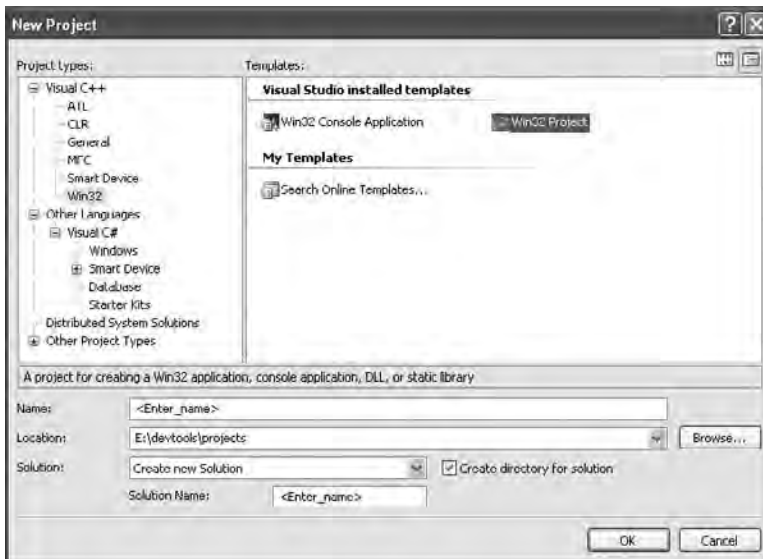 New Project
Project types:
Templates:
Visual C++
ATL
CLR
General
MFC
Smart Device
Win32
Other Languages
Visual C#
Windows
Smart Device
Database
Starter Kits
Distributed System Solutions
Other Project Types
Visual Studio installed templates
Win32 Console Application
Win32 Project
My Templates
Search Online Templates...
A project for creating a Win32 application, console application, DLL, or static library
Name:
<Enter_name>
Location:
E:\devtools\projects
Browse...
Solution:
Create new Solution
Create directory for solution
Solution Name:
<Enter_name>
OK
Cancel